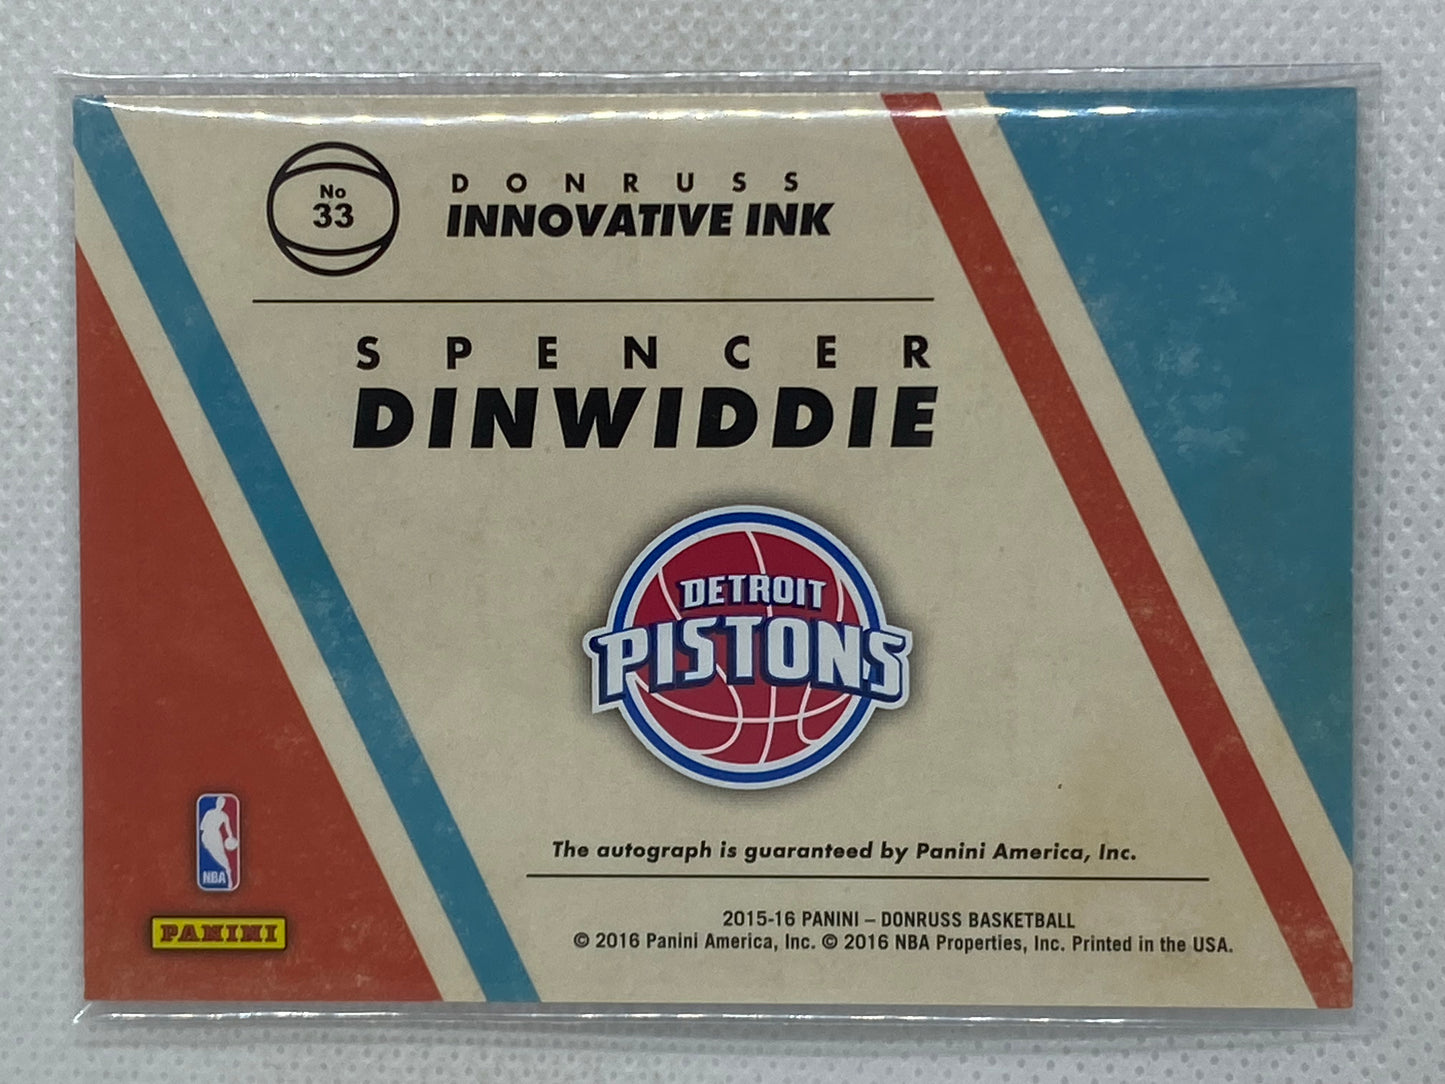 No
33
DONRUSS
INNOVATIVE INK
SPENCER
DINWIDDIE
DETROIT
PISTONS
The autograph is guaranteed by Panini America, Inc.
NBA
PANINI
2015-16 PANINI – DONRUSS BASKETBALL
© 2016 Panini America, Inc. © 2016 NBA Properties, Inc. Printed in the USA.